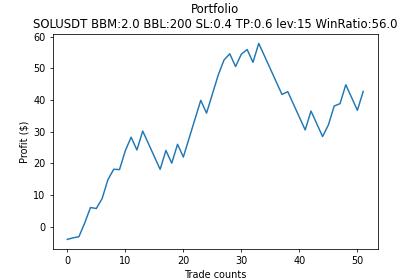 Portfolio
SOLUSDT BBM:2.0 BBL:200 SL:0.4 TP:0.6 lev:15 WinRatio:56.0
60
50
40
30
20
10
0
Profit ($)
0 10 20 30 40 50
Trade counts